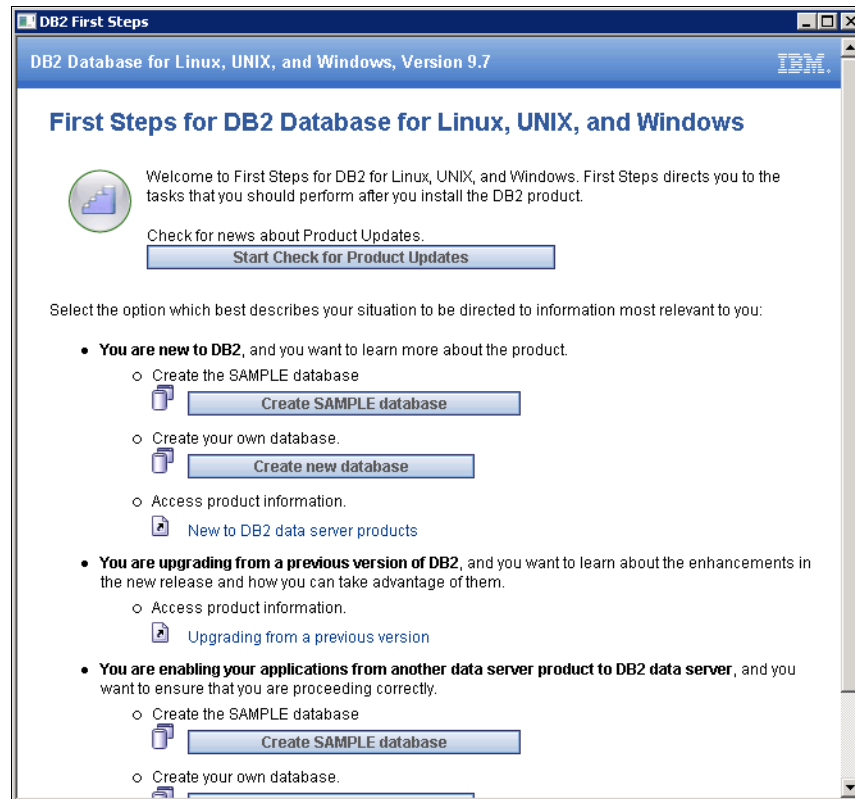 DB2 First Steps
DB2 Database for Linux, UNIX, and Windows, Version 9.7
IBM.
First Steps for DB2 Database for Linux, UNIX, and Windows
Welcome to First Steps for DB2 for Linux, UNIX, and Windows. First Steps directs you to the
tasks that you should perform after you install the DB2 product.
Check for news about Product Updates.
Start Check for Product Updates
Select the option which best describes your situation to be directed to information most relevant to you:
• You are new to DB2, and you want to learn more about the product.
o Create the SAMPLE database
Create SAMPLE database
o Create your own database.
Create new database
o Access product information.
New to DB2 data server products
• You are upgrading from a previous version of DB2, and you want to learn about the enhancements in
the new release and how you can take advantage of them.
o Access product information.
Upgrading from a previous version
• You are enabling your applications from another data server product to DB2 data server, and you
want to ensure that you are proceeding correctly.
o Create the SAMPLE database
Create SAMPLE database
o Create your own database.